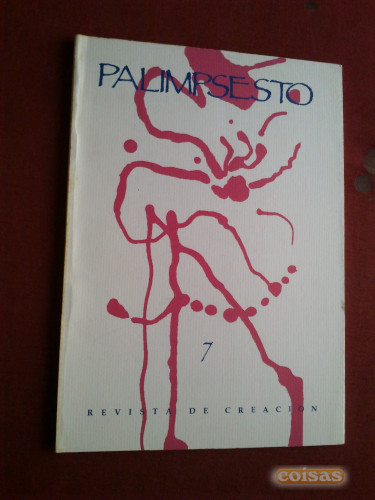 PALIMPSESTO
7
REVISTA DE CREACIÓN
coisas